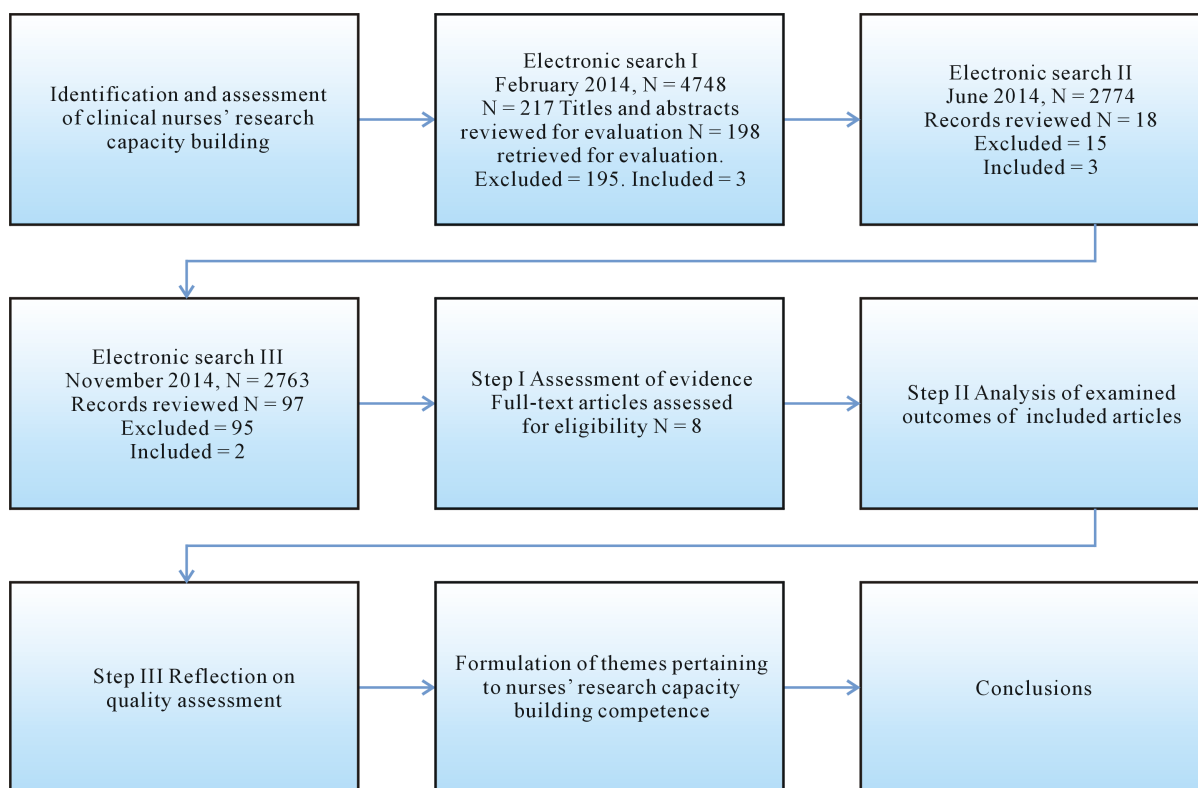 Identification and assessment
of clinical nurses’ research
capacity building
Electronic search I
February 2014, N = 4748
N = 217 Titles and abstracts
reviewed for evaluation N = 198
retrieved for evaluation.
Excluded = 195. Included = 3
Electronic search II
June 2014, N = 2774
Records reviewed N = 18
Excluded = 15
Included = 3
Electronic search III
November 2014, N = 2763
Records reviewed N = 97
Excluded = 95
Included = 2
Step I Assessment of evidence
Full-text articles assessed
for eligibility N = 8
Step II Analysis of examined
outcomes of included articles
Step III Reflection on
quality assessment
Formulation of themes pertaining
to nurses’ research capacity
building competence
Conclusions